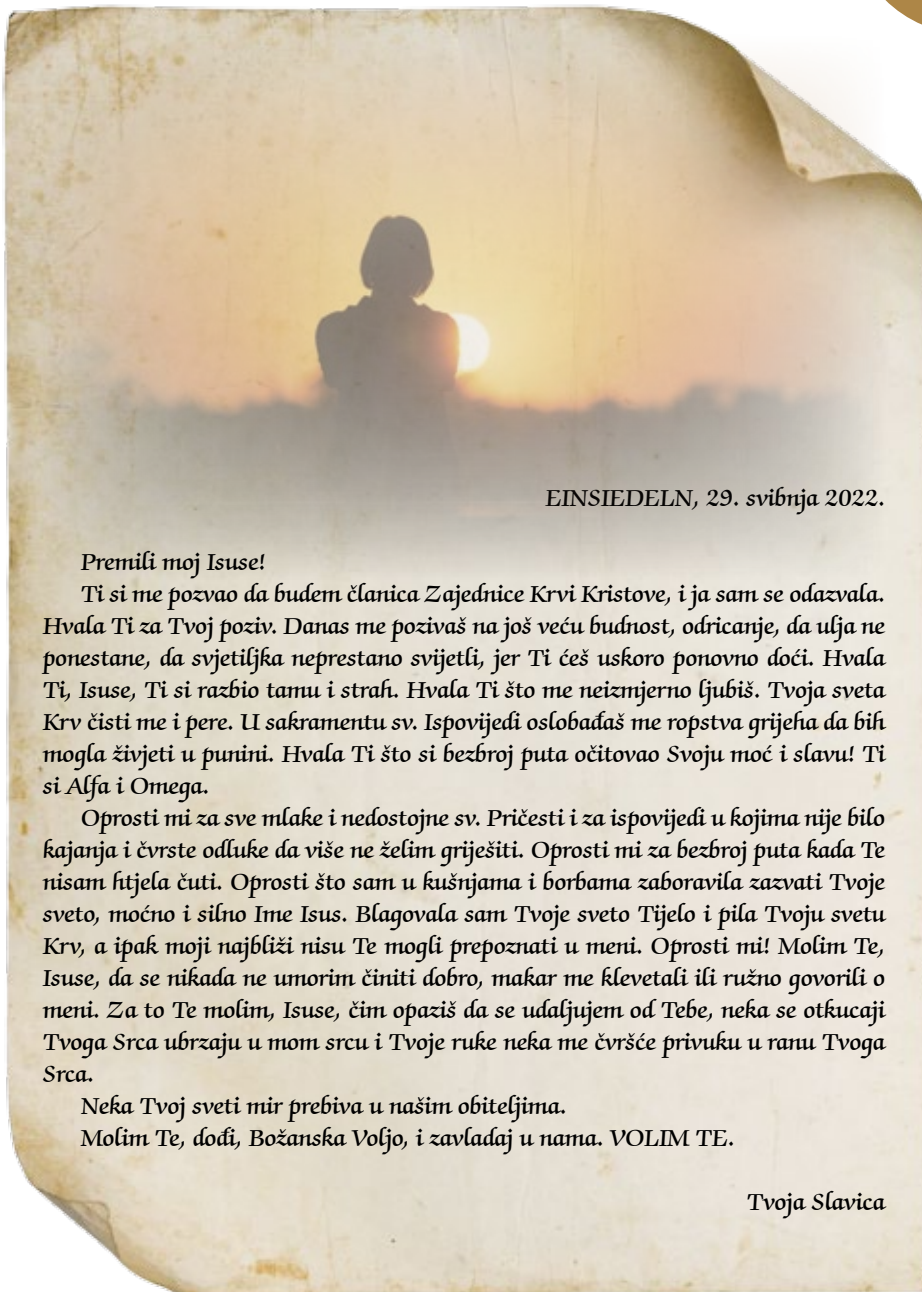 EINSIEDELN, 29. svibnja 2022.
Premili moj Isuse!
Ti si me pozvao da budem članica Zajednice Krvi Kristove, i ja sam se odazvala.
Hvala Ti za Tvoj poziv. Danas me pozivaš na još veću budnost, odricanje, da ulja ne
ponestane, da svjetiljka neprestano svijetli, jer Ti ćeš uskoro ponovno doći. Hvala
Ti, Isuse, Ti si razbio tamu i strah. Hvala Ti što me neizmjerno ljubiš. Tvoja sveta
Krv čisti me i pere. U sakramentu sv. Ispovijedi oslobađaš me ropstva grijeha da bih
mogla živjeti u punini. Hvala Ti što si bezbroj puta očitovao Svoju moć i slavu! Ti
si Alfa i Omega.
Oprosti mi za sve mlake i nedostojne sv. Pričesti i za ispovijedi u kojima nije bilo
kajanja i čvrste odluke da više ne želim griješiti. Oprosti mi za bezbroj puta kada Te
nisam htjela čuti. Oprosti što sam u kušnjama i borbama zaboravila zazvati Tvoje
sveto, moćno i silno Ime Isus. Blagovala sam Tvoje sveto Tijelo i pila Tvoju svetu
Krv, a ipak moji najbliži nisu Te mogli prepoznati u meni. Oprosti mi! Molim Te,
Isuse, da se nikada ne umorim činiti dobro, makar me klevetali ili ružno govorili o
meni. Za to Te molim, Isuse, čim opaziš da se udaljujem od Tebe, neka se otkucaji
Tvoga Srca ubrzaju u mom srcu i Tvoje ruke neka me čvršće privuku u ranu Tvoga
Srca.
Neka Tvoj sveti mir prebiva u našim obiteljima.
Molim Te, dođi, Božanska Voljo, i zavladaj u nama. VOLIM TE.
Tvoja Slavica